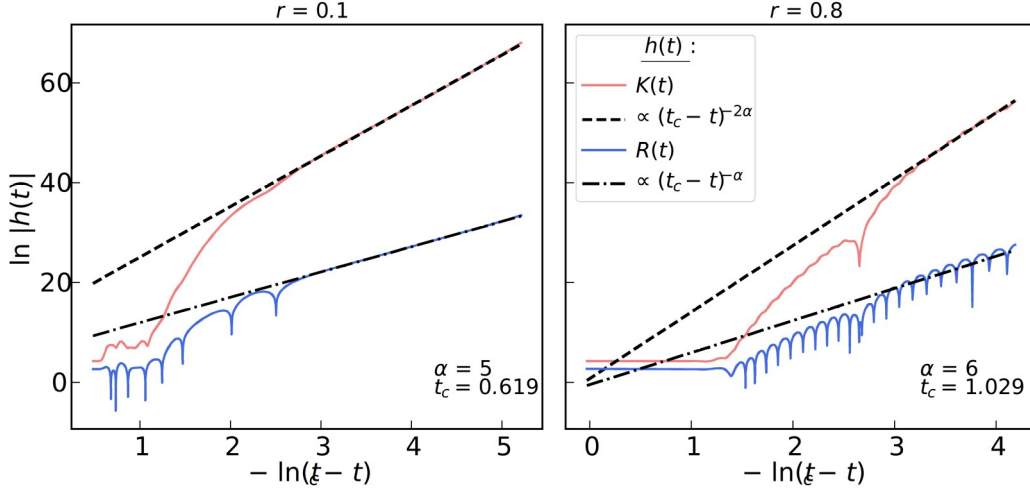 r = 0.1
r = 0.8
ln |h(t)|
60
40
20
0
h(t) :
K(t)
∝ (t_c − t)^{−2α}
R(t)
∝ (t_c − t)^{−α}
α = 5
t_c = 0.619
α = 6
t_c = 1.029
1 2 3 4 5
0 1 2 3 4
− ln(t_c − t)
− ln(t_c − t)